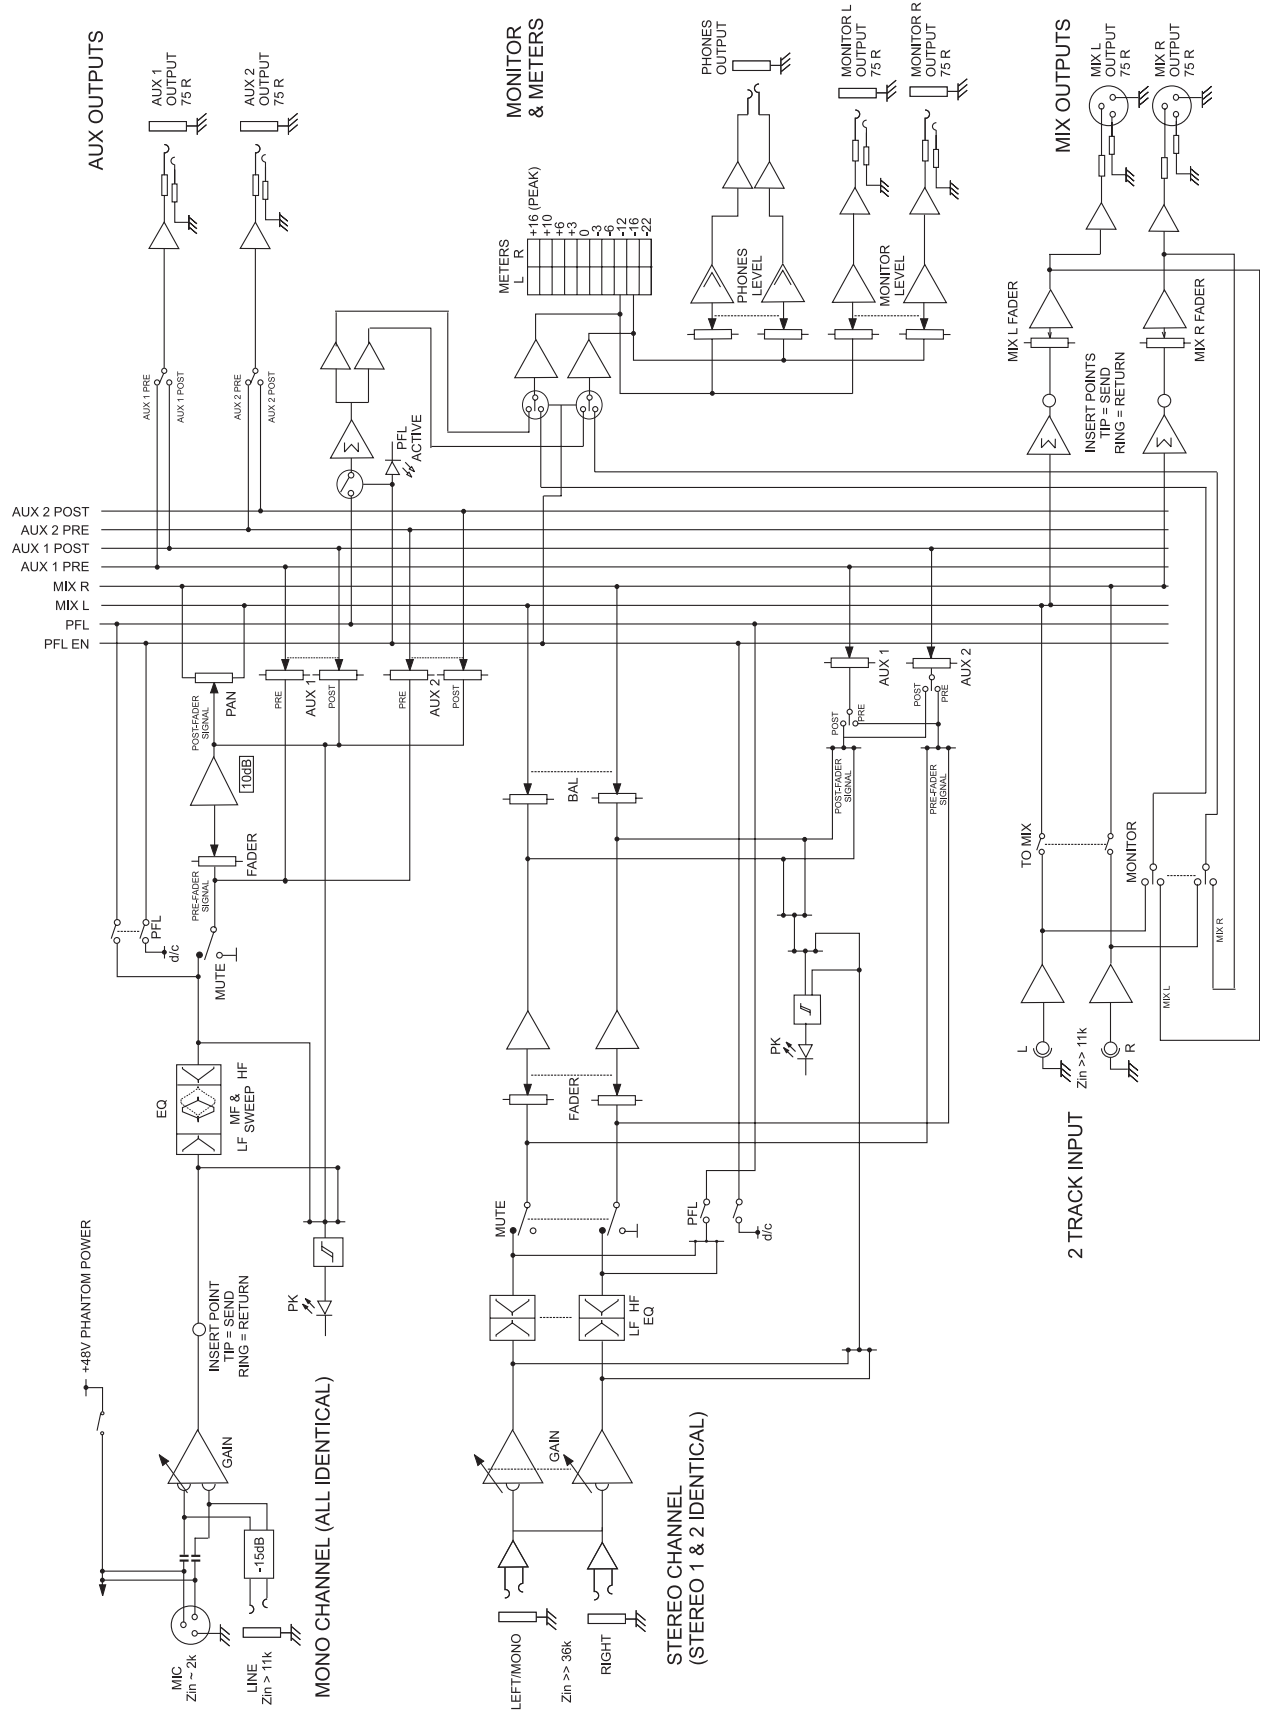 AUX OUTPUTS
AUX 1
OUTPUT
75 R
AUX 2
OUTPUT
75 R
AUX 1 PRE
AUX 1 POST
AUX 2 PRE
AUX 2 POST
MONITOR
& METERS
METERS
L R
+16 (PEAK)
+10
+6
+3
0
-3
-6
-12
-16
-22
PHONES
OUTPUT
MONITOR L
OUTPUT
75 R
MONITOR R
OUTPUT
75 R
PHONES
LEVEL
MONITOR
LEVEL
PFL
ACTIVE
MIX OUTPUTS
MIX L
OUTPUT
75 R
MIX R
OUTPUT
75 R
MIX L FADER
MIX R FADER
INSERT POINTS
TIP = SEND
RING = RETURN
Σ
Σ
Σ
AUX 2 POST
AUX 2 PRE
AUX 1 POST
AUX 1 PRE
MIX R
MIX L
PFL
PFL EN
PAN
POST-FADER
SIGNAL
10dB
FADER
PRE-FADER
SIGNAL
PFL
d/c
MUTE
PRE
AUX 1
POST
PRE
AUX 2
POST
EQ
LF
MF &
SWEEP
HF
PK
INSERT POINT
TIP = SEND
RING = RETURN
+48V PHANTOM POWER
GAIN
-15dB
MIC
Zin ~ 2k
LINE
Zin > 11k
MONO CHANNEL (ALL IDENTICAL)
BAL
FADER
MUTE
PFL
d/c
LF HF
EQ
GAIN
LEFT/MONO
Zin >> 36k
RIGHT
STEREO CHANNEL
(STEREO 1 & 2 IDENTICAL)
AUX 1
AUX 2
POST
PRE
POST
PRE
POST-FADER
SIGNAL
PRE-FADER
SIGNAL
PK
TO MIX
MONITOR
MIX L
MIX R
L
Zin >> 11k
R
2 TRACK INPUT